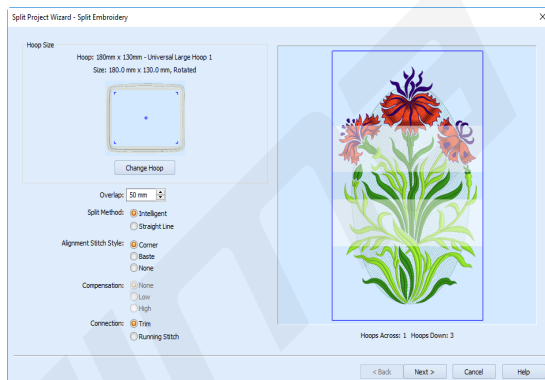 Split Project Wizard - Split Embroidery
Hoop Size
Hoop: 180mm x 130mm - Universal Large Hoop 1
Size: 180.0 mm x 130.0 mm, Rotated
Change Hoop
Overlap: 50 mm
Split Method: Intelligent
Straight Line
Alignment Stitch Style: Corner
Baste
None
Compensation: None
Low
High
Connection: Trim
Running Stitch
Hoops Across: 1 Hoops Down: 3
< Back Next > Cancel Help